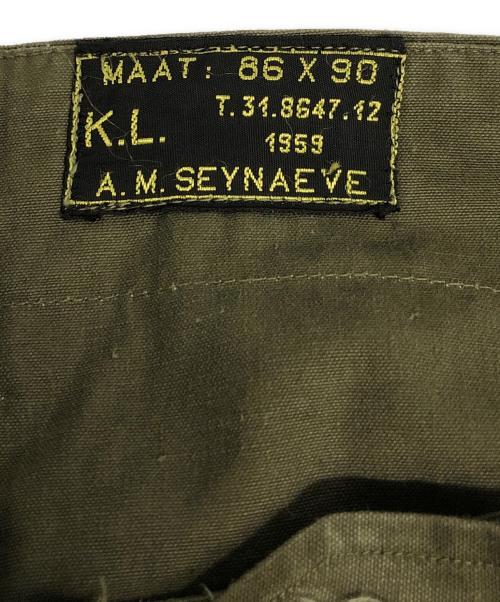 MAAT: 86 X 90
K.L. T.31.8647.12
1959
A.M. SEYNAEVE